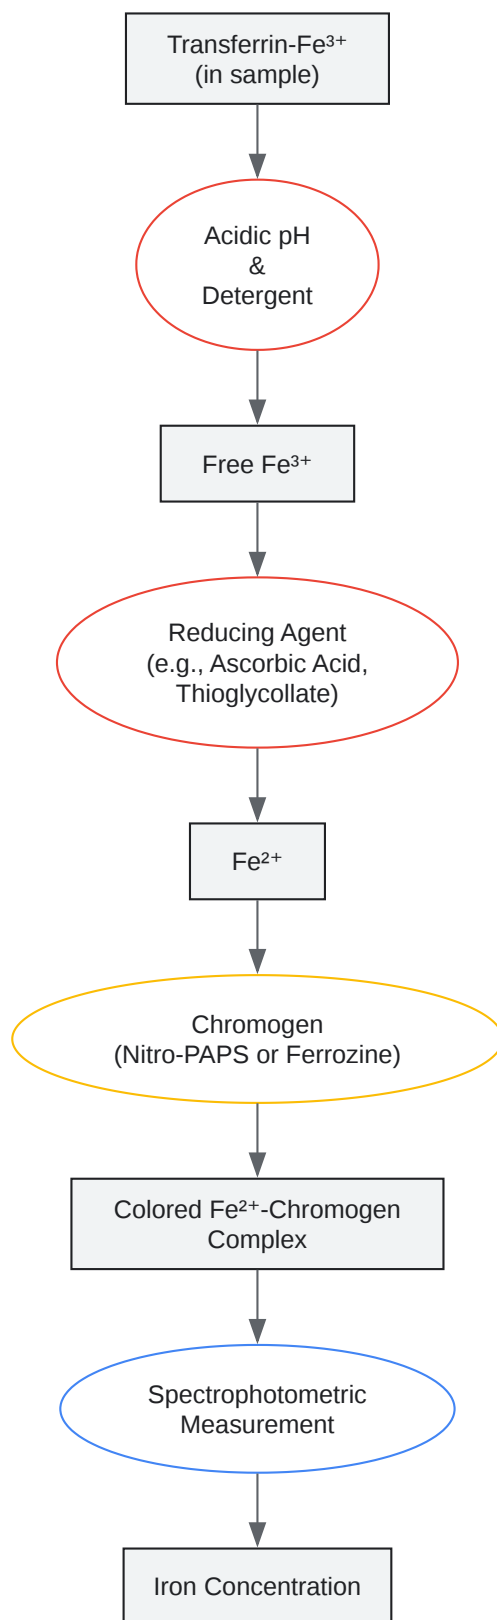 Transferrin-Fe³⁺
(in sample)
Acidic pH
&
Detergent
Free Fe³⁺
Reducing Agent
(e.g., Ascorbic Acid,
Thioglycollate)
Fe²⁺
Chromogen
(Nitro-PAPS or Ferrozine)
Colored Fe²⁺-Chromogen
Complex
Spectrophotometric
Measurement
Iron Concentration